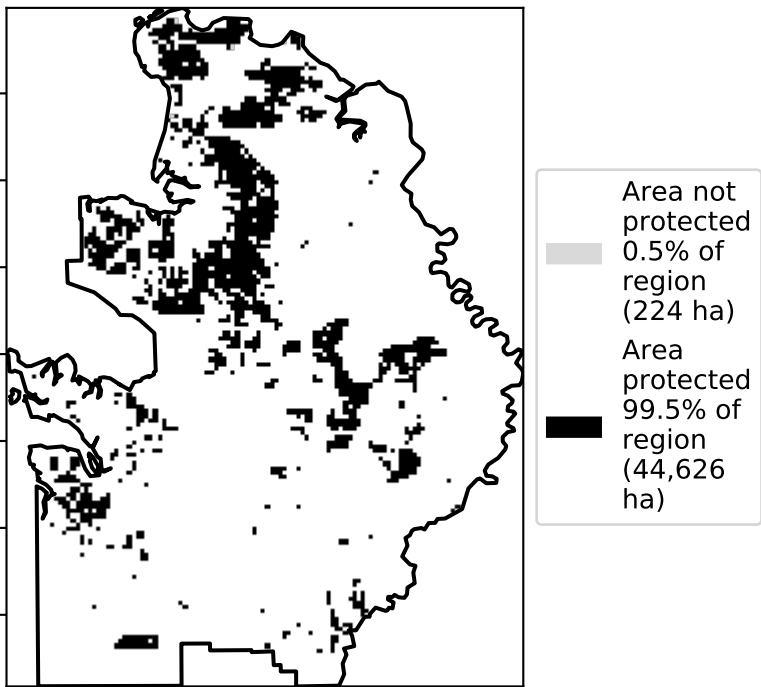 Area not
protected
0.5% of
region
(224 ha)
Area
protected
99.5% of
region
(44,626
ha)